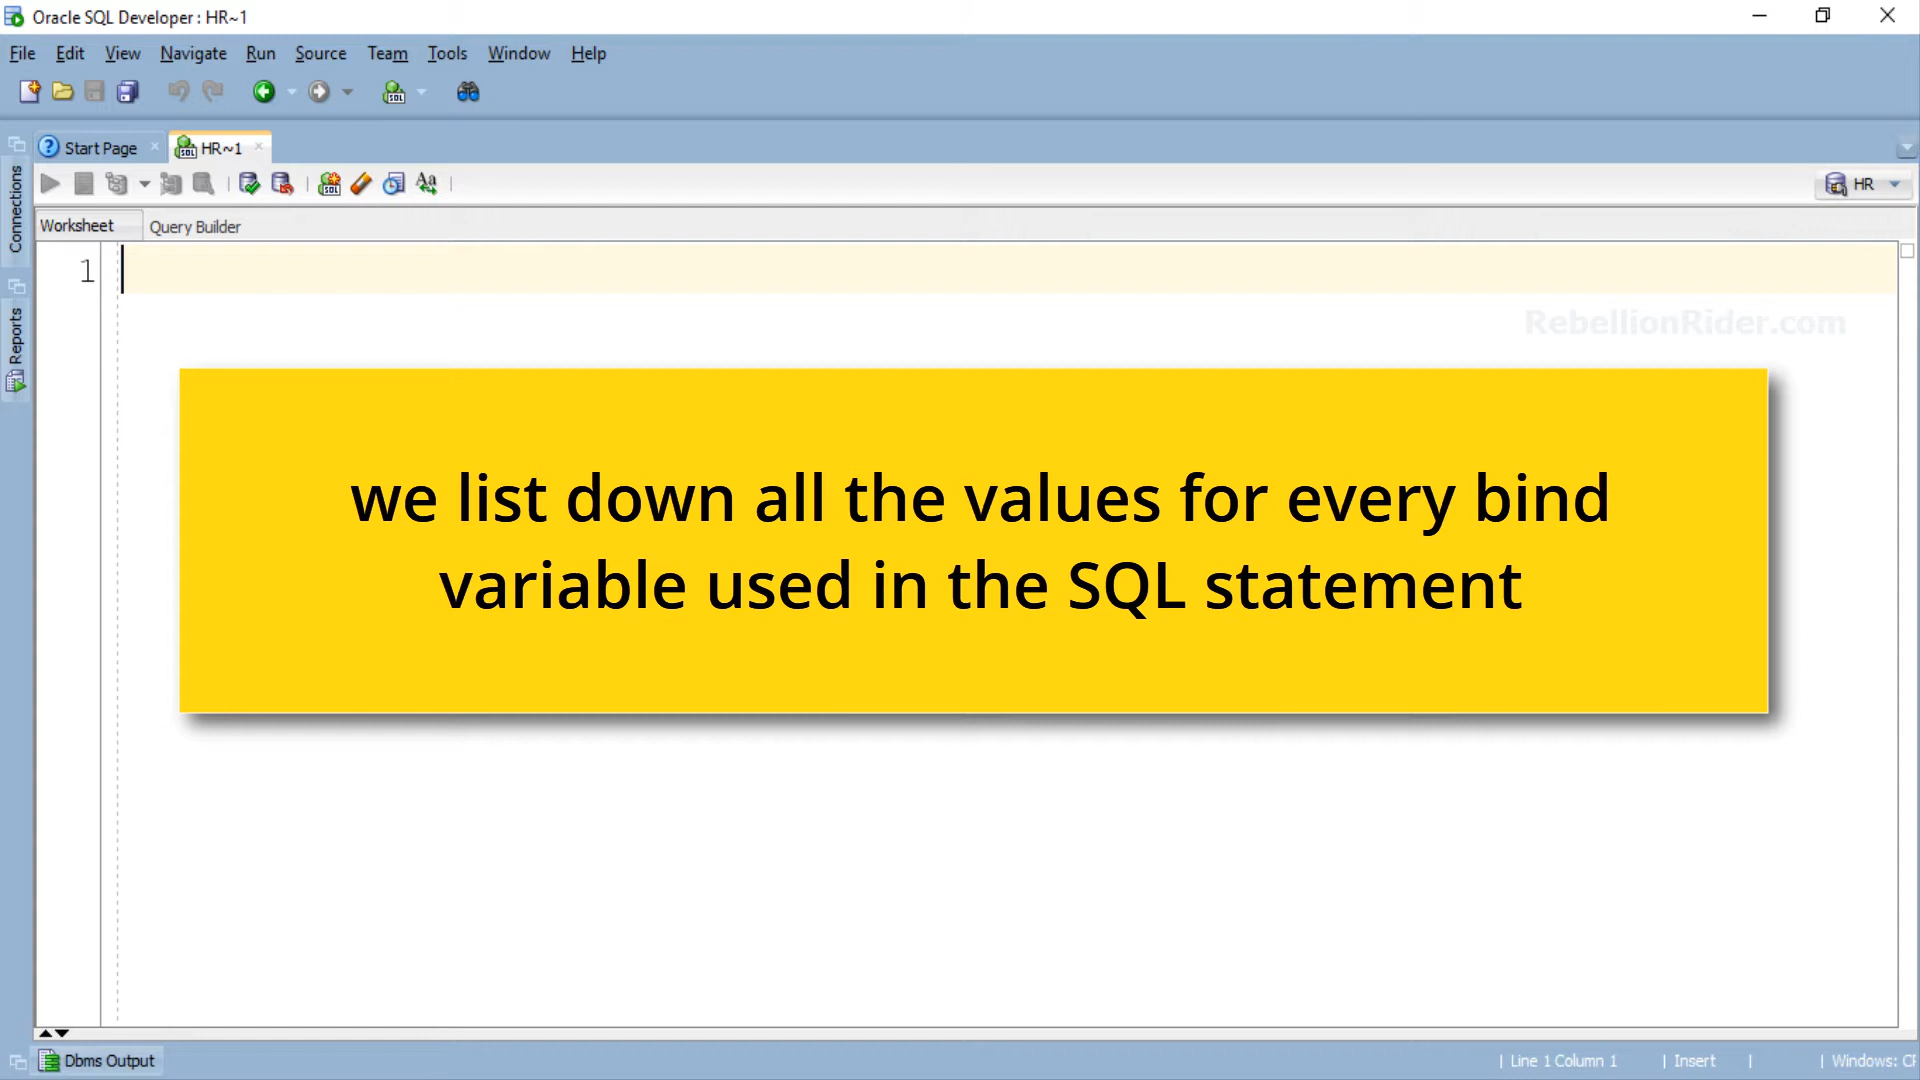 Oracle SQL Developer : HR~1
File Edit View Navigate Run Source Team Tools Window Help
Start Page HR~1
Connections
HR
Worksheet Query Builder
1
Reports
RebellionRider.com
we list down all the values for every bind
variable used in the SQL statement
Dbms Output
Line 1 Column 1 Insert Windows: CF